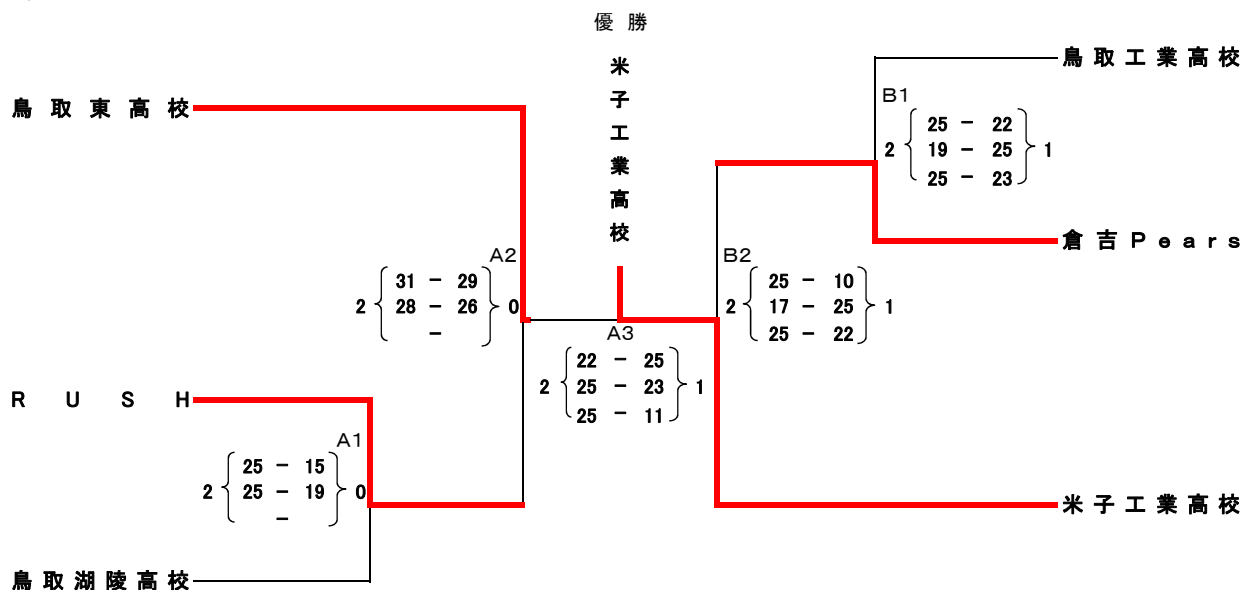 優 勝
米子工業高校
鳥取工業高校
鳥取東高校
B1
2 { 25 － 22 } 1
19 － 25
25 － 23
倉吉Pears
A2
2 { 31 － 29 } 0
28 － 26
－
B2
2 { 25 － 10 } 1
17 － 25
25 － 22
A3
2 { 22 － 25 } 1
25 － 23
25 － 11
RUSH
A1
2 { 25 － 15 } 0
25 － 19
－
米子工業高校
鳥取湖陵高校